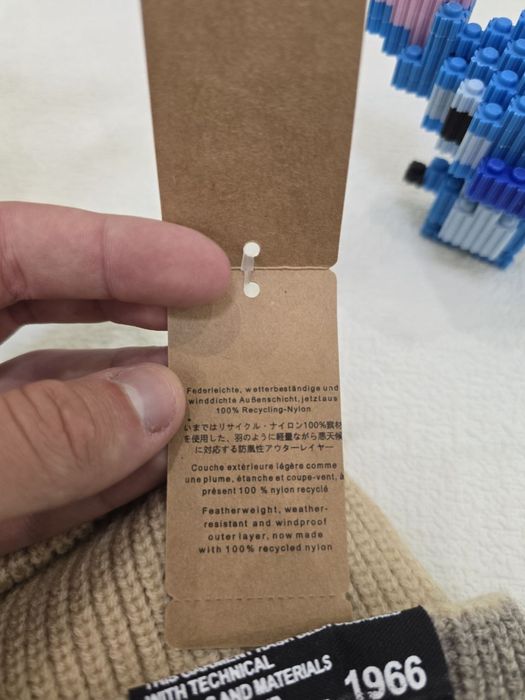 Federleichte, wetterbeständige und
winddichte Außenschicht, jetzt aus
100% Recycling-Nylon
いまではリサイクル・ナイロン100%素材
を使用した、羽のように軽量ながら悪天候
に対応する防風性アウターレイヤー
Couche extérieure légère comme
une plume, étanche et coupe-vent, à
présent 100 % nylon recyclé
Featherweight, weather-
resistant and windproof
outer layer, now made
with 100% recycled nylon
WITH TECHNICAL
AND MATERIALS
1966